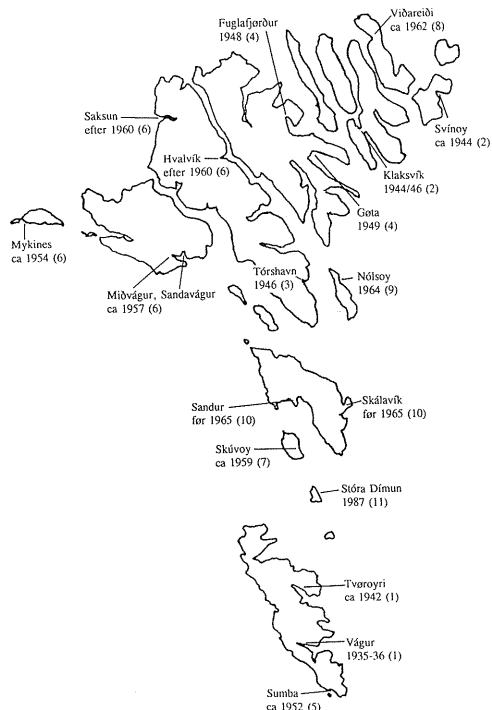 Viðareiði
ca 1962 (8)
Fuglafjørður
1948 (4)
Saksun
efter 1960 (6)
Svínoy
ca 1944 (2)
Hvalvík
efter 1960 (6)
Klaksvík
1944/46 (2)
Gøta
1949 (4)
Mykines
ca 1954 (6)
Tórshavn
1946 (3)
Nólsoy
1964 (9)
Miðvágur, Sandavágur
ca 1957 (6)
Sandur
før 1965 (10)
Skálavík
før 1965 (10)
Skúvoy
ca 1959 (7)
Stóra Dímun
1987 (11)
Tvøroyri
ca 1942 (1)
Vágur
1935-36 (1)
Sumba
ca 1952 (5)